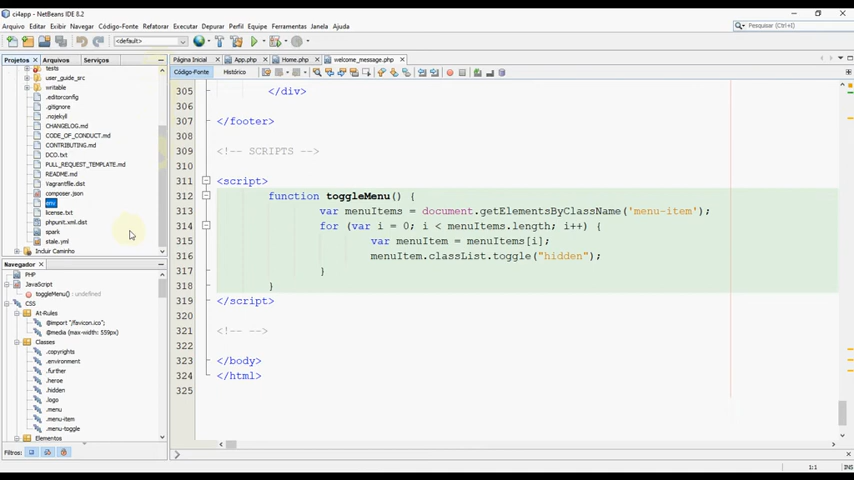 ci4app - NetBeans IDE 8.2
Arquivo Editar Exibir Navegar Código-Fonte Refatorar Executar Depurar Perfil Equipe Ferramentas Janela Ajuda
Pesquisar (Ctrl+I)
<default>
Projetos Arquivos Serviços
Página Inicial App.php Home.php welcome_message.php
Código-Fonte Histórico
tests
user_guide_src
writable
.editorconfig
.gitignore
.nojekyll
CHANGELOG.md
CODE_OF_CONDUCT.md
CONTRIBUTING.md
DCO.txt
PULL_REQUEST_TEMPLATE.md
README.md
Vagrantfile.dist
composer.json
env
license.txt
phpunit.xml.dist
spark
stale.yml
Incluir Caminho
Navegador
PHP
JavaScript
toggleMenu() : undefined
CSS
At-Rules
@import "/favicon.ico";
@media (max-width: 559px)
Classes
.copyrights
.environment
.further
.heroe
.hidden
.logo
.menu
.menu-item
.menu-toggle
Elementos
Filtros:
305 </div>
306
307 </footer>
308
309 <!-- SCRIPTS -->
310
311 <script>
312 function toggleMenu() {
313 var menuItems = document.getElementsByClassName('menu-item');
314 for (var i = 0; i < menuItems.length; i++) {
315 var menuItem = menuItems[i];
316 menuItem.classList.toggle("hidden");
317 }
318 }
319 </script>
320
321 <!-- -->
322
323 </body>
324 </html>
325
1:1